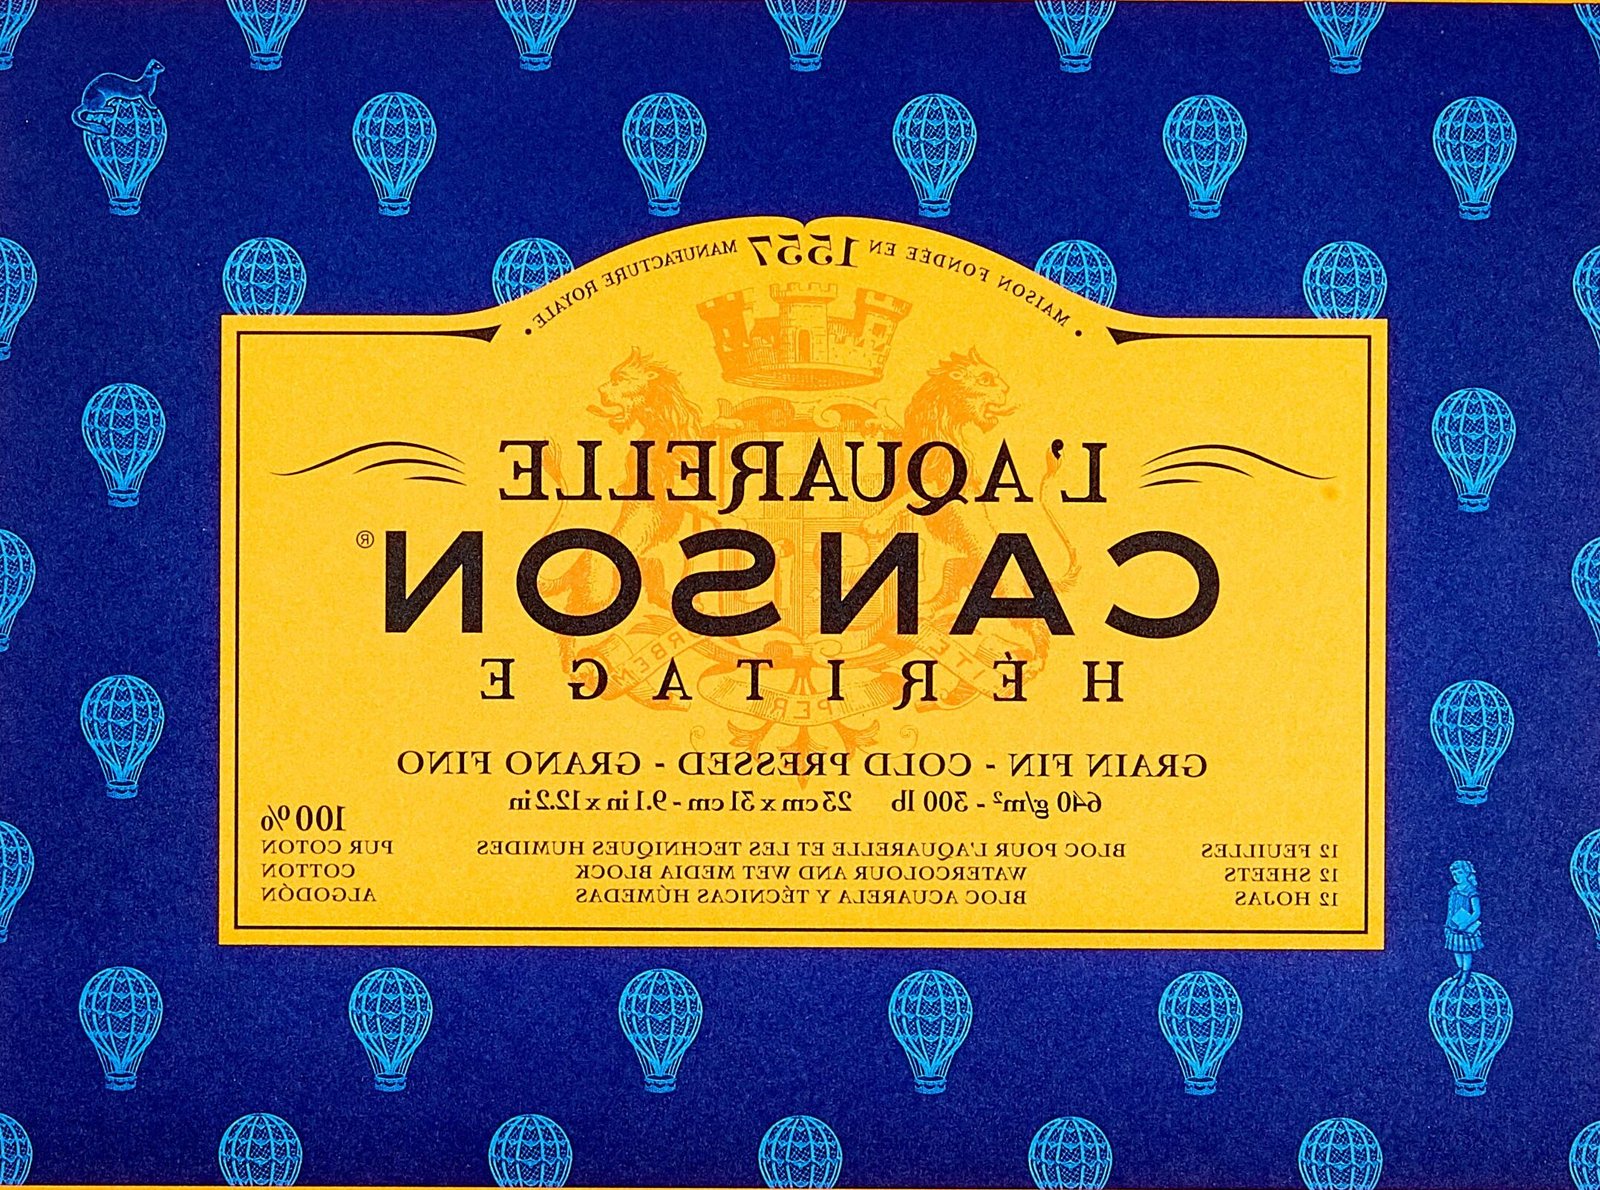 • MAISON FONDÉE EN 1557 MANUFACTURE ROYALE •
L'AQUARELLE
CANSON®
HÉRITAGE
PER
GRAIN FIN - COLD PRESSED - GRANO FINO
640 g/m² - 300 lb 23 cm x 31 cm - 9.1 in x 12.2 in
12 FEUILLES
12 SHEETS
12 HOJAS
BLOC POUR L'AQUARELLE ET LES TECHNIQUES HUMIDES
WATERCOLOUR AND WET MEDIA BLOCK
BLOC ACUARELA Y TÉCNICAS HÚMEDAS
100%
PUR COTON
COTTON
ALGODÓN